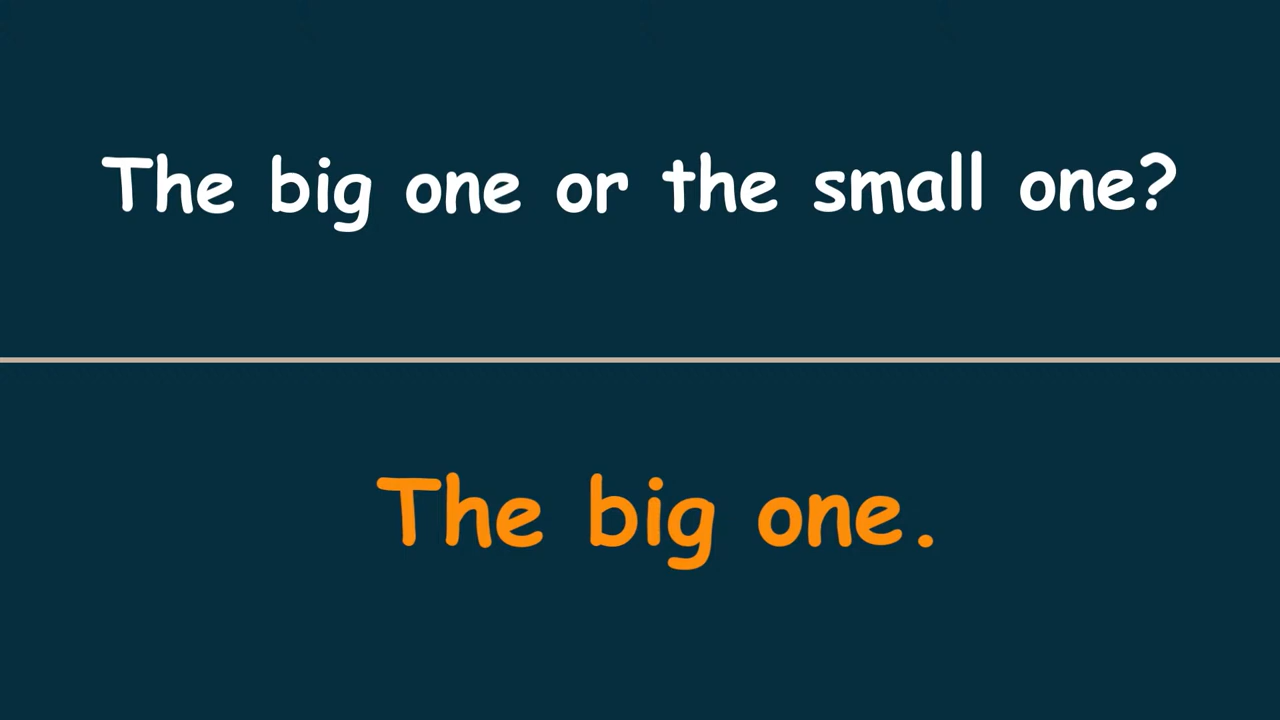 The big one or the small one?
The big one.